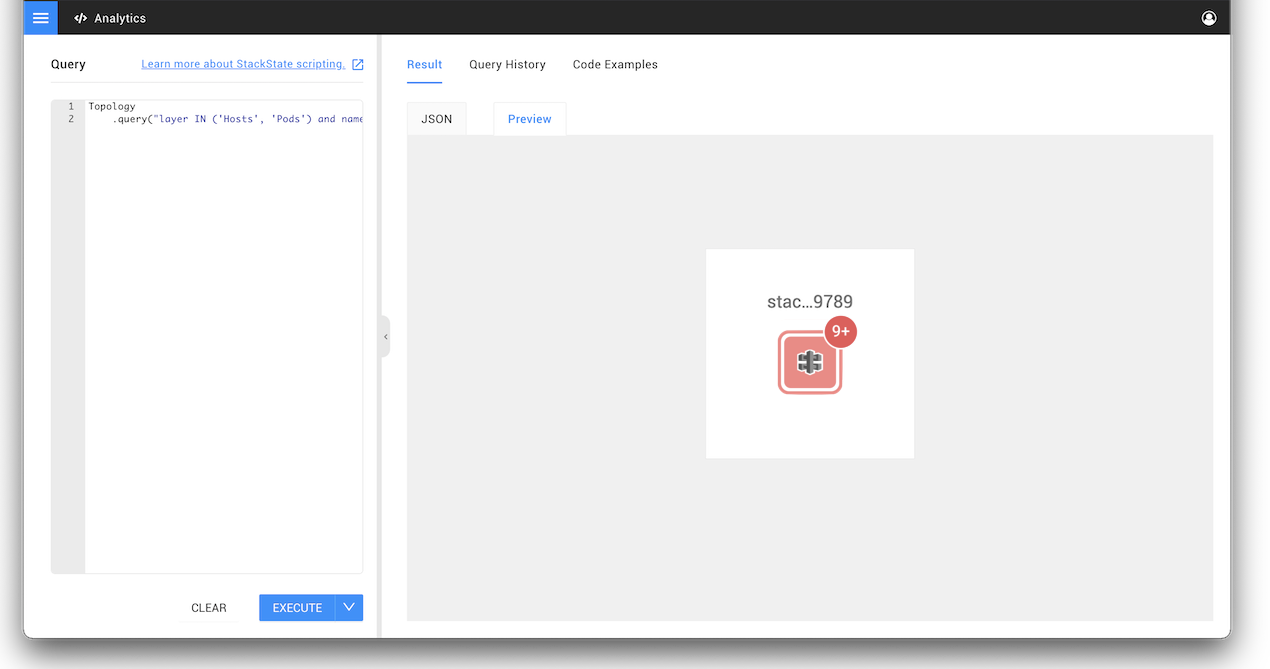 Analytics
Query
Learn more about StackState scripting.
1 Topology
2 .query("layer IN ('Hosts', 'Pods') and name
CLEAR
EXECUTE
Result Query History Code Examples
JSON Preview
stac...9789
9+